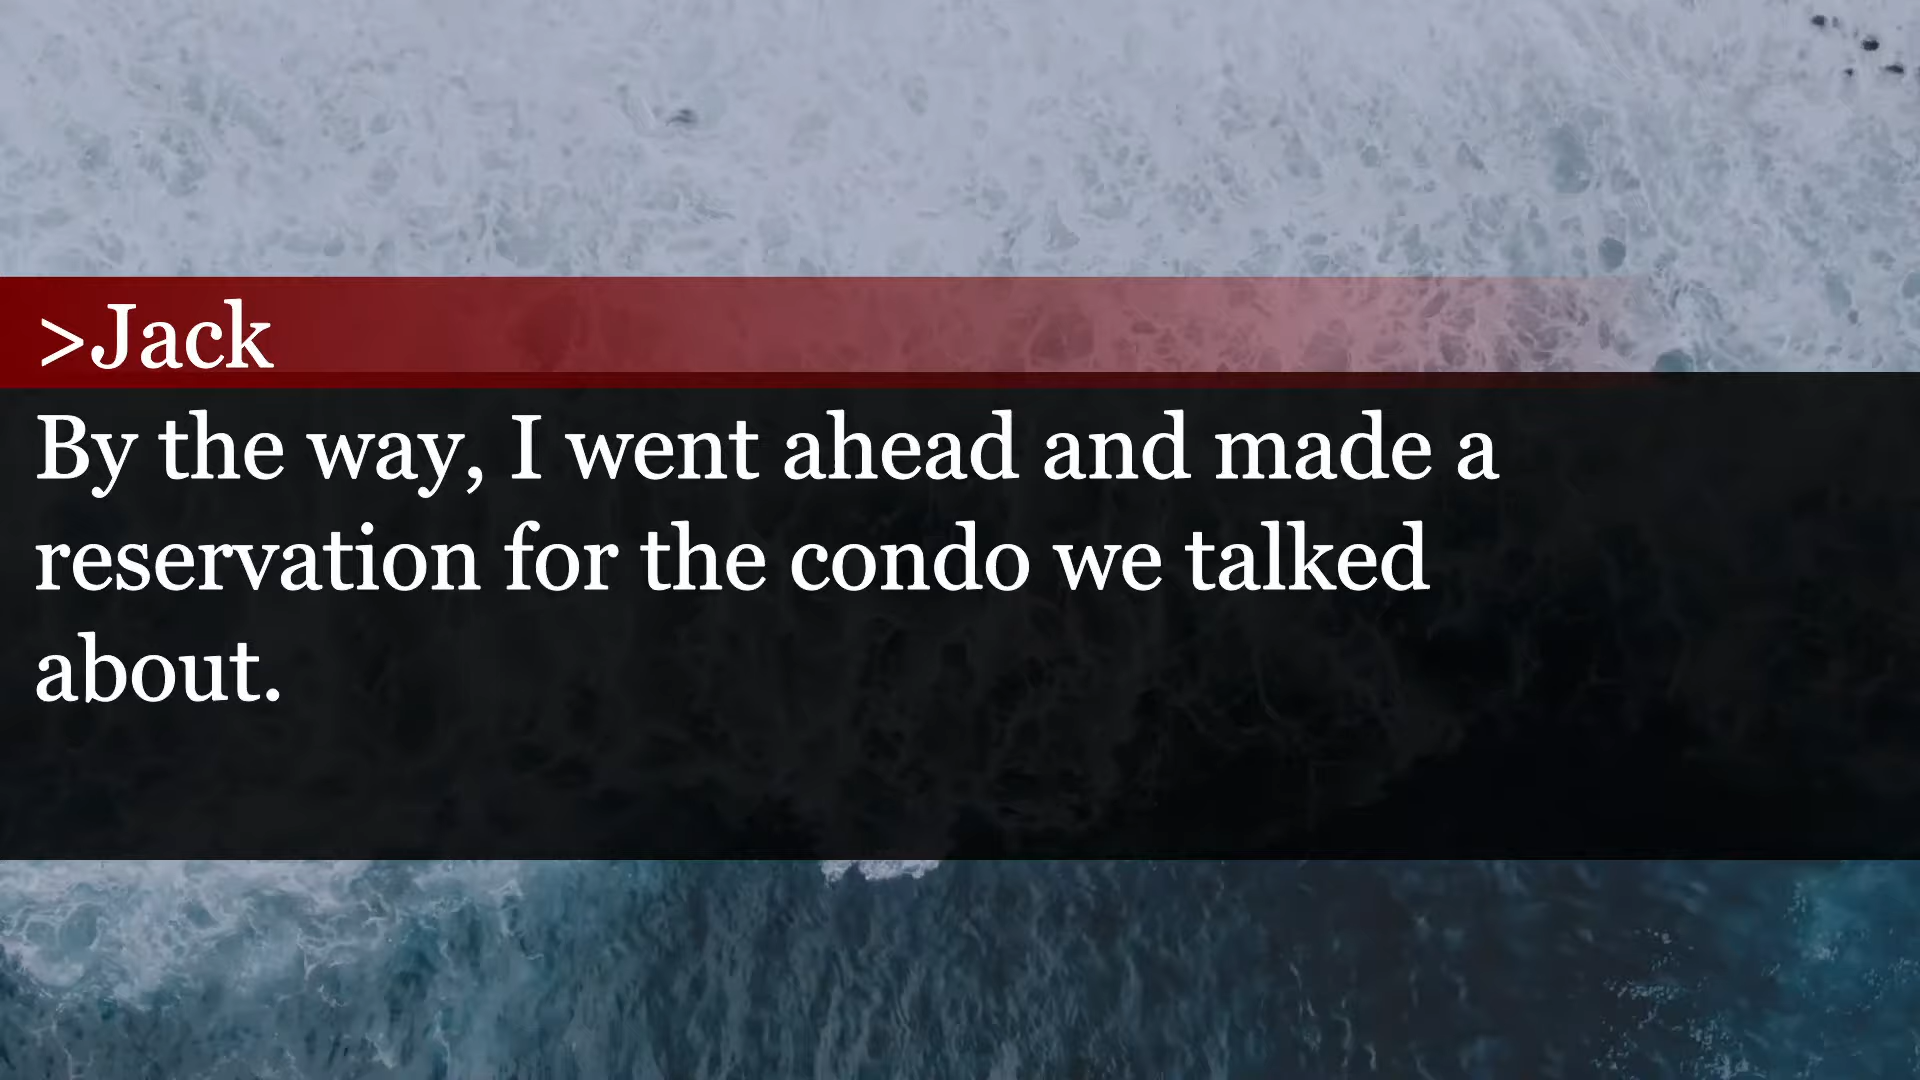 >Jack
By the way, I went ahead and made a
reservation for the condo we talked
about.